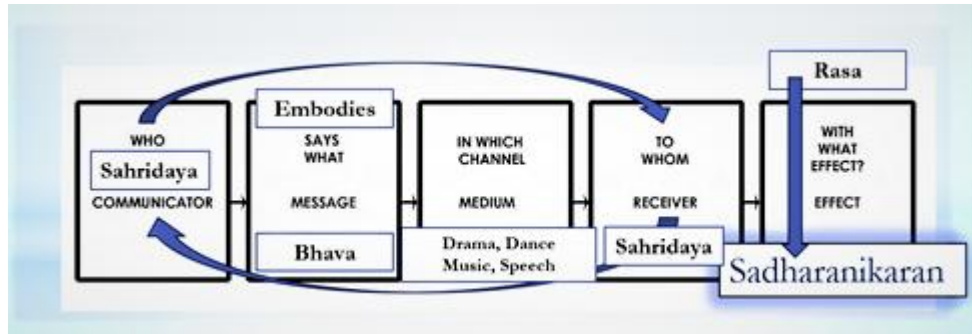 WHO
Sahridaya
COMMUNICATOR
Embodies
SAYS
WHAT
MESSAGE
Bhava
IN WHICH
CHANNEL
MEDIUM
Drama, Dance
Music, Speech
TO
WHOM
RECEIVER
Sahridaya
Rasa
WITH
WHAT
EFFECT?
EFFECT
Sadharanikaran